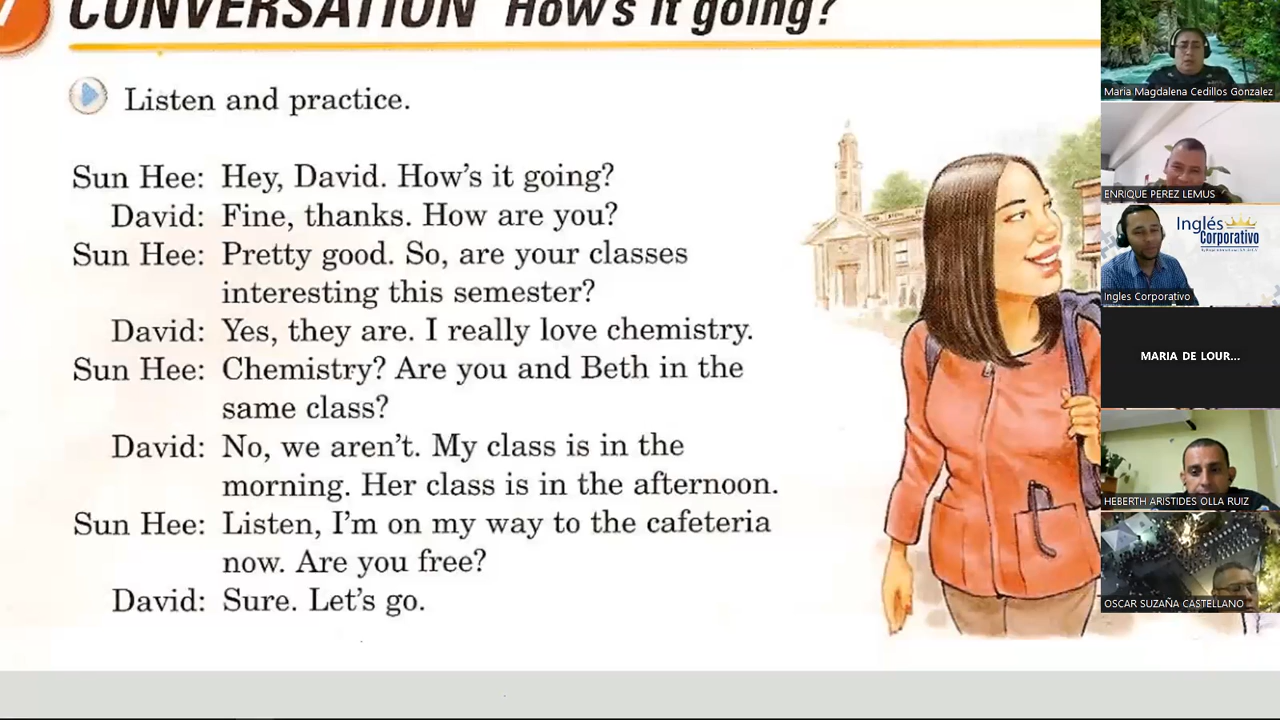 CONVERSATION How's it going?
Listen and practice.
Sun Hee: Hey, David. How's it going?
David: Fine, thanks. How are you?
Sun Hee: Pretty good. So, are your classes
interesting this semester?
David: Yes, they are. I really love chemistry.
Sun Hee: Chemistry? Are you and Beth in the
same class?
David: No, we aren't. My class is in the
morning. Her class is in the afternoon.
Sun Hee: Listen, I'm on my way to the cafeteria
now. Are you free?
David: Sure. Let's go.
Maria Magdalena Cedillos Gonzalez
ENRIQUE PEREZ LEMUS
Inglés
Corporativo
Ingles Corporativo
MARIA DE LOUR...
HEBERTH ARISTIDES OLLA RUIZ
OSCAR SUZAÑA CASTELLANO